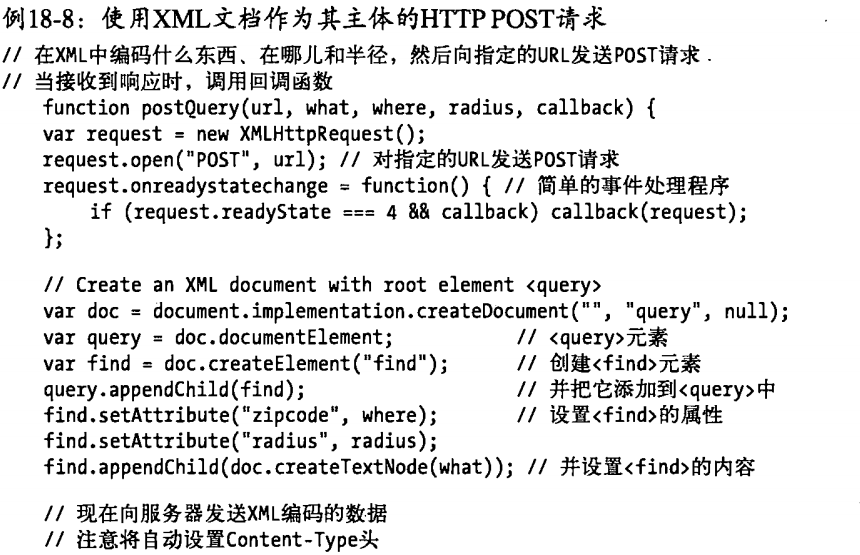 例18-8：使用XML文档作为其主体的HTTP POST请求
// 在XML中编码什么东西、在哪儿和半径，然后向指定的URL发送POST请求.
// 当接收到响应时，调用回调函数
function postQuery(url, what, where, radius, callback) {
var request = new XMLHttpRequest();
request.open("POST", url); // 对指定的URL发送POST请求
request.onreadystatechange = function() { // 简单的事件处理程序
if (request.readyState === 4 && callback) callback(request);
};
// Create an XML document with root element <query>
var doc = document.implementation.createDocument("", "query", null);
var query = doc.documentElement; // <query>元素
var find = doc.createElement("find"); // 创建<find>元素
query.appendChild(find); // 并把它添加到<query>中
find.setAttribute("zipcode", where); // 设置<find>的属性
find.setAttribute("radius", radius);
find.appendChild(doc.createTextNode(what)); // 并设置<find>的内容
// 现在向服务器发送XML编码的数据
// 注意将自动设置Content-Type头